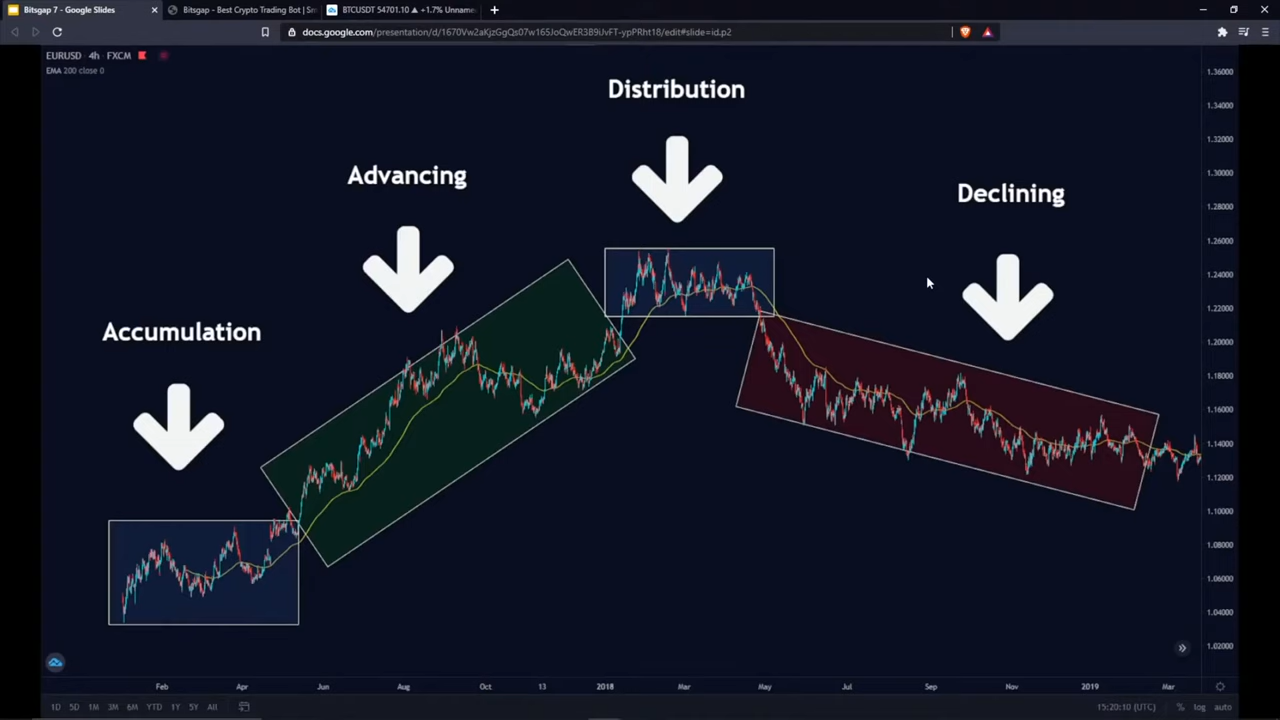 Bitsgap 7 - Google Slides
Bitsgap - Best Crypto Trading Bot | Sm
BTCUSDT 54701.10 ▲ +1.7% Unname
docs.google.com/presentation/d/1670Vw2aKjzGgQs07w165JoQwER3B9UvFT-ypPRht18/edit#slide=id.p2
EURUSD 4h FXCM
EMA 200 close 0
Distribution
Advancing
Declining
Accumulation
1.36000
1.34000
1.32000
1.30000
1.28000
1.26000
1.24000
1.22000
1.20000
1.18000
1.16000
1.14000
1.12000
1.10000
1.08000
1.06000
1.04000
1.02000
Feb Apr Jun Aug Oct 13 2018 Mar May Jul Sep Nov 2019 Mar
1D 5D 1M 3M 6M YTD 1Y 5Y All
15:20:10 (UTC) % log auto